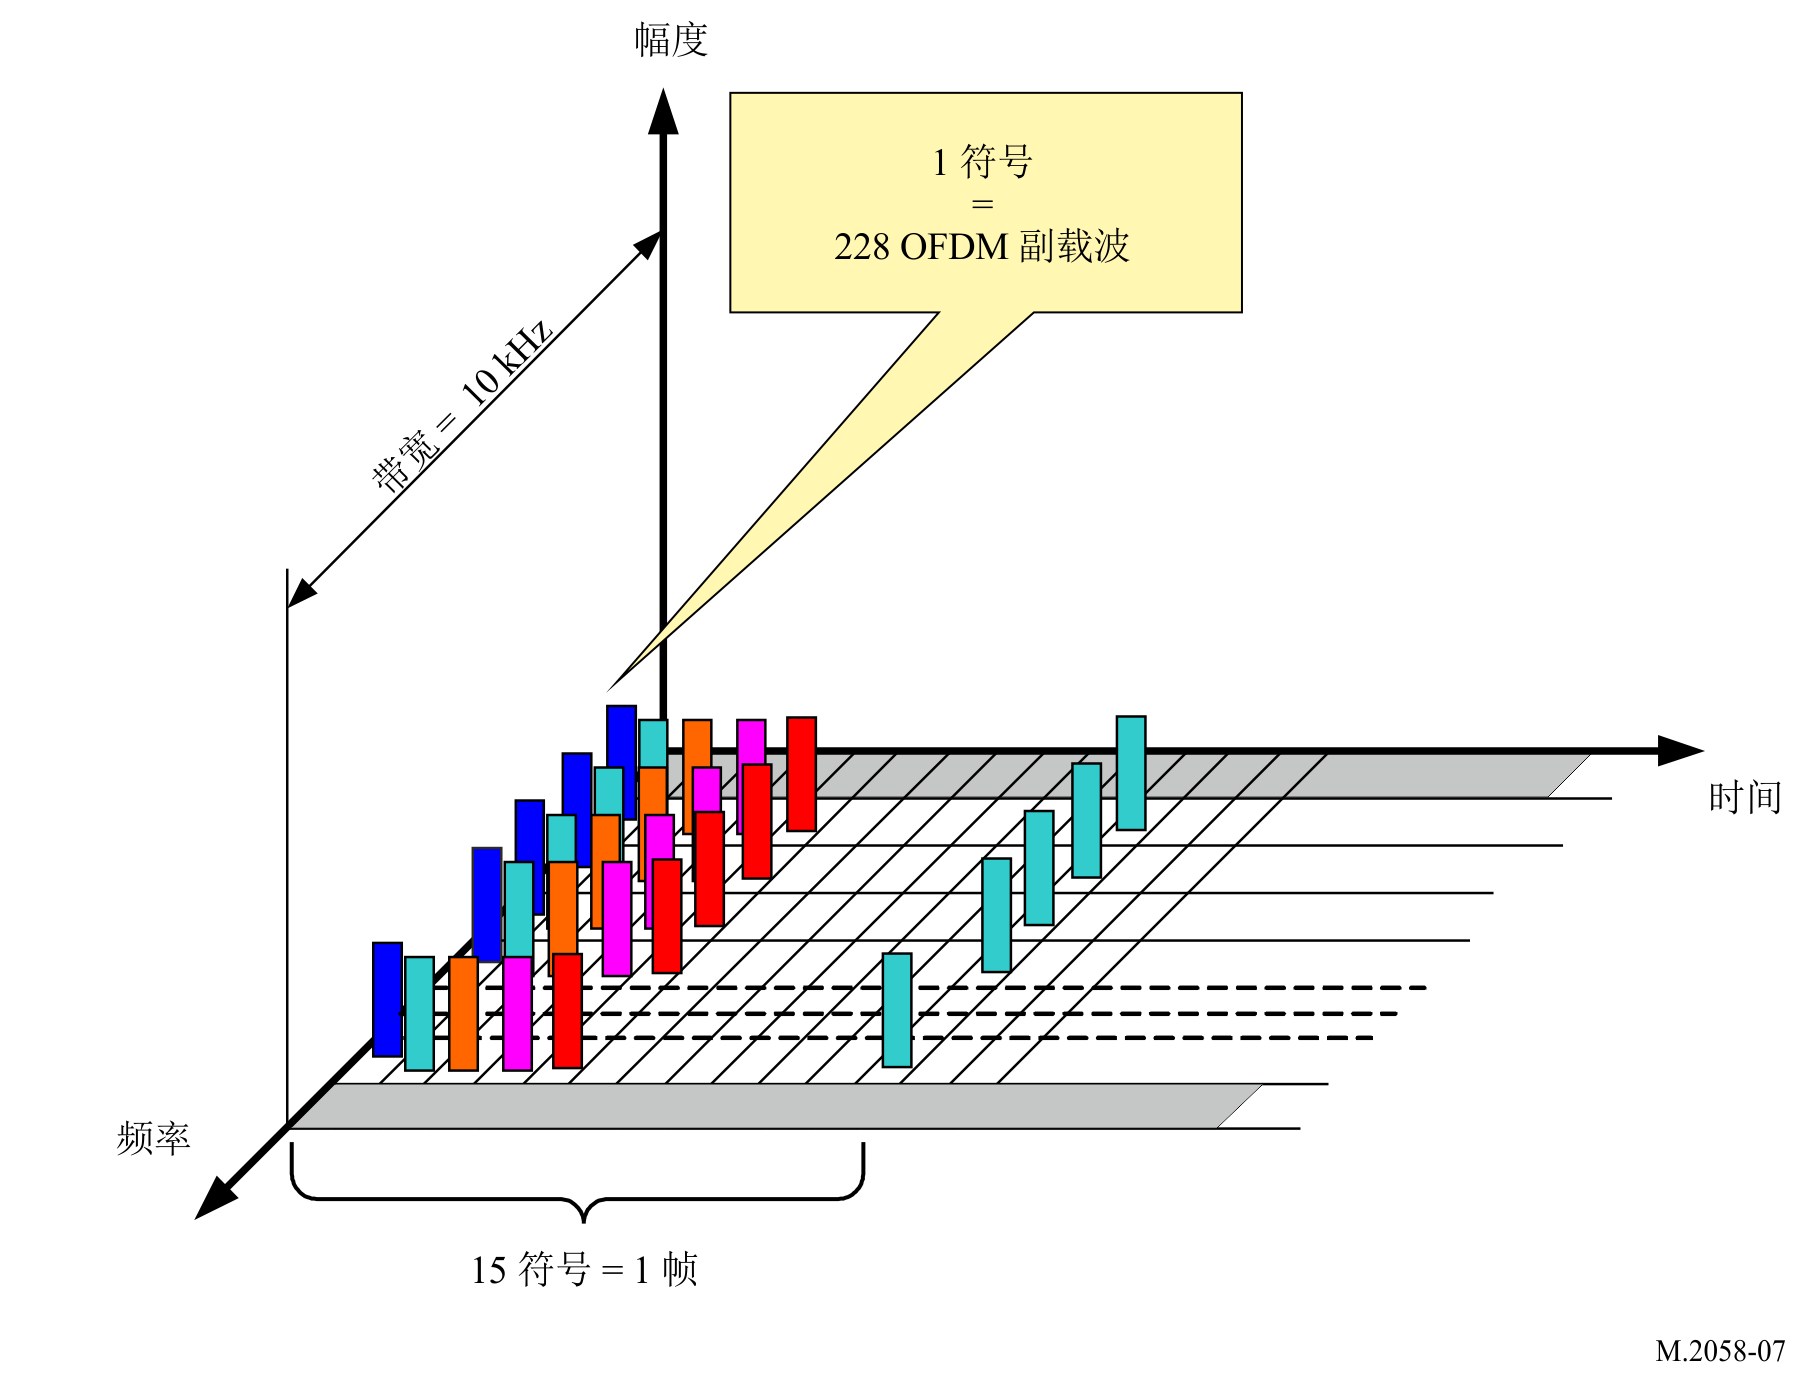 幅度
1 符号
=
228 OFDM 副载波
带宽 = 10 kHz
时间
频率
15 符号 = 1 帧
M.2058-07